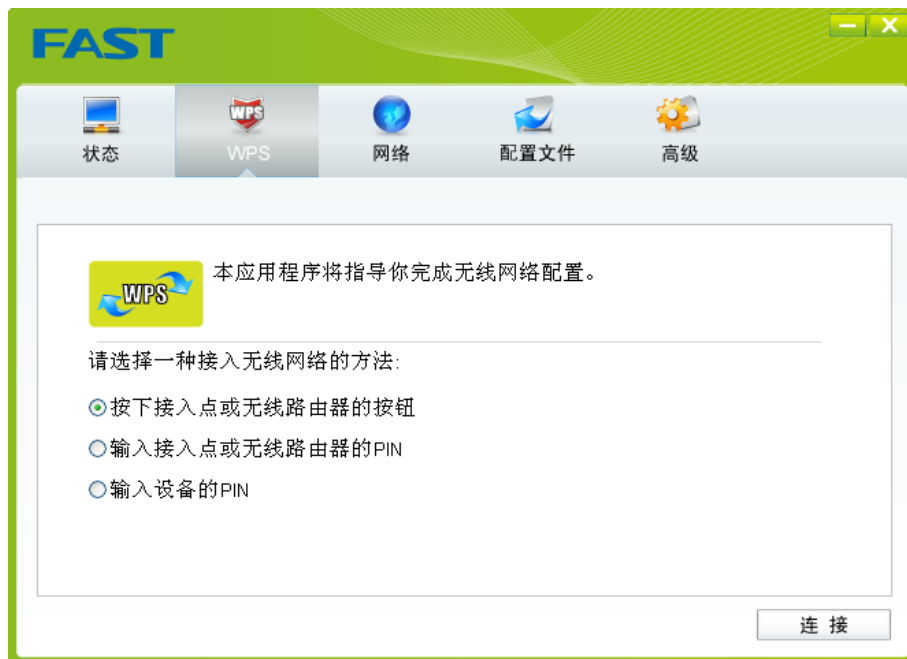 FAST
状态
WPS
WPS
网络
配置文件
高级
WPS
本应用程序将指导你完成无线网络配置。
请选择一种接入无线网络的方法:
按下接入点或无线路由器的按钮
输入接入点或无线路由器的PIN
输入设备的PIN
连 接